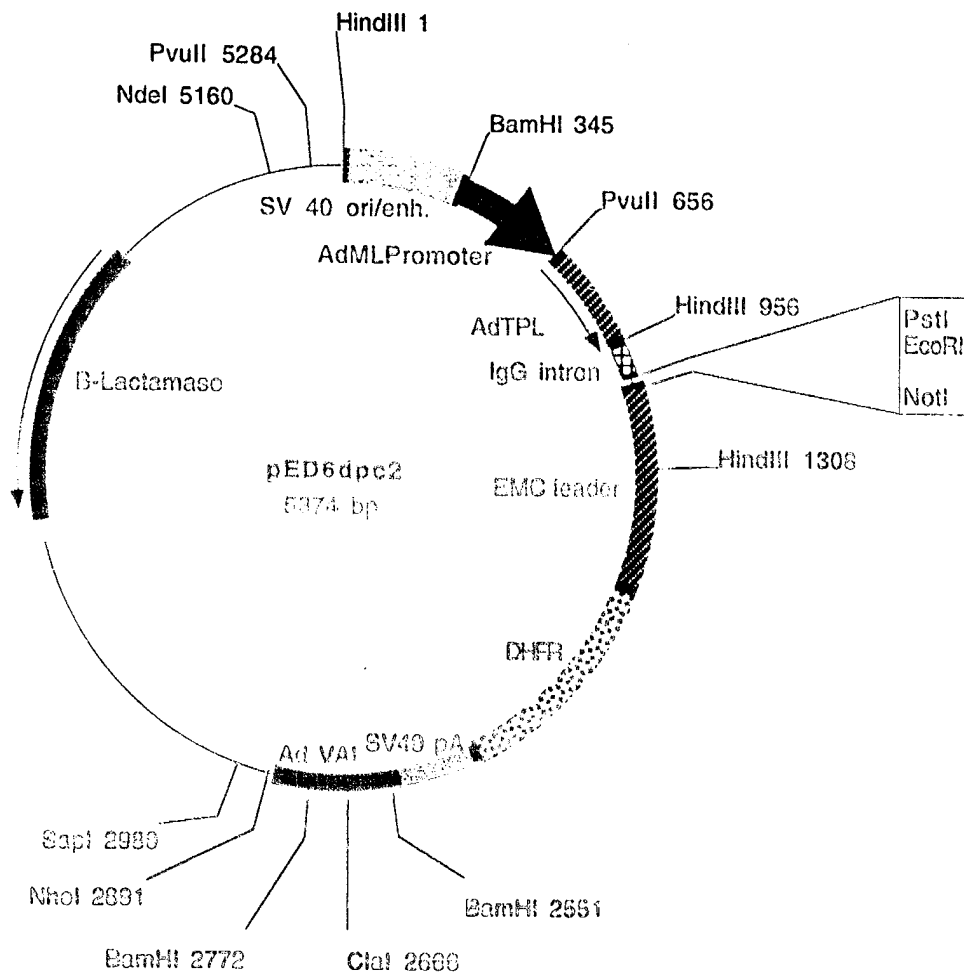 HindIII 1
PvuII 5284
NdeI 5160
BamHI 345
SV 40 ori/enh.
PvuII 656
AdMLPromoter
HindIII 956
PstI
EcoRI
AdTPL
IgG intron
NotI
B-Lactamase
pED6dpc2
5374 bp
EMC leader
HindIII 1308
DHFR
SV40 pA
Ad VAI
SapI 2980
NheI 2881
BamHI 2551
BamHI 2772
ClaI 2666